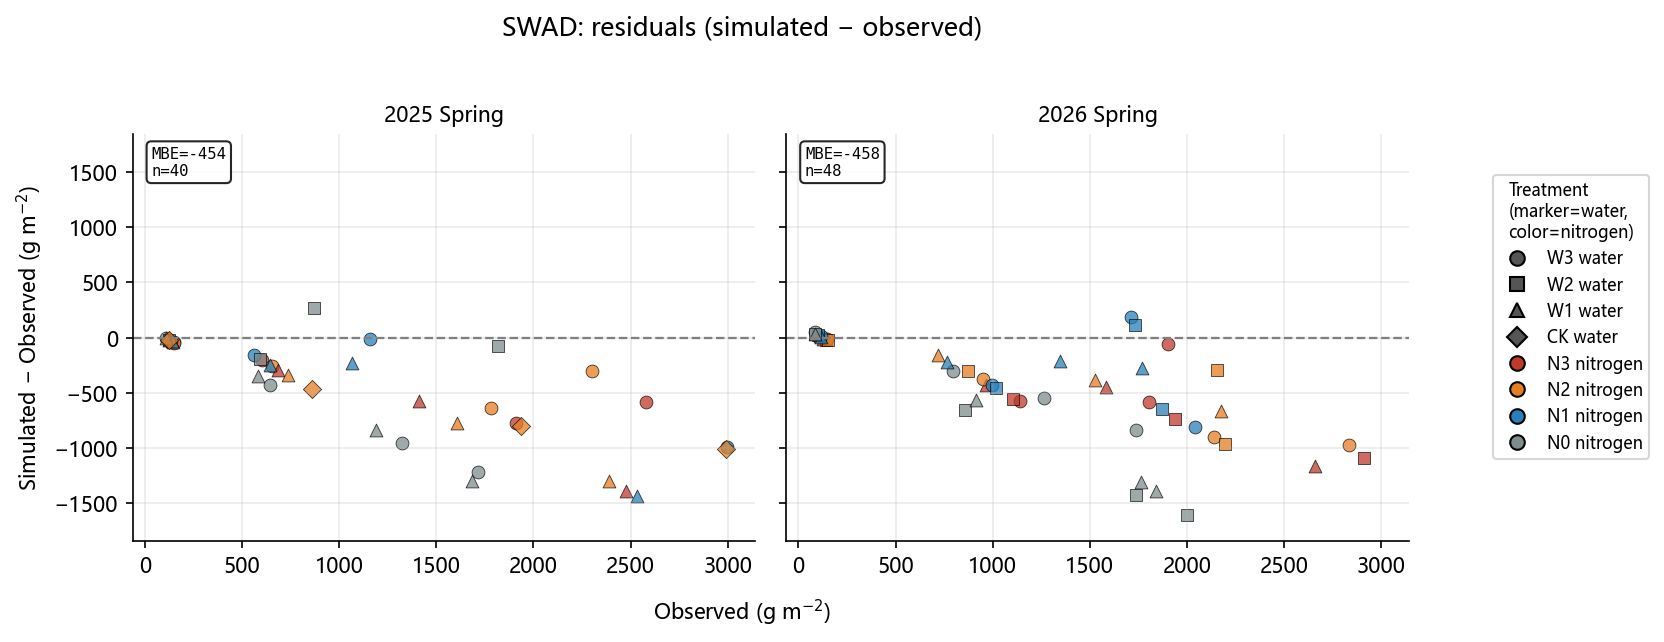 SWAD: residuals (simulated − observed)
2025 Spring
2026 Spring
MBE=-454
n=40
MBE=-458
n=48
Simulated − Observed (g m⁻²)
1500
1000
500
0
−500
−1000
−1500
0 500 1000 1500 2000 2500 3000
0 500 1000 1500 2000 2500 3000
Observed (g m⁻²)
Treatment
(marker=water,
color=nitrogen)
W3 water
W2 water
W1 water
CK water
N3 nitrogen
N2 nitrogen
N1 nitrogen
N0 nitrogen